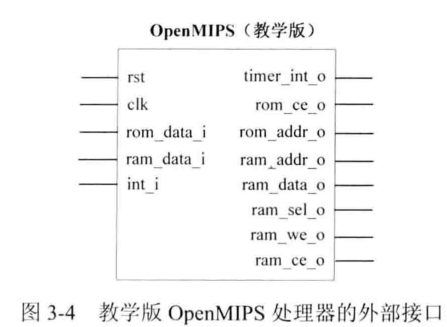 OpenMIPS（教学版）
rst timer_int_o
clk rom_ce_o
rom_data_i rom_addr_o
ram_data_i ram_addr_o
int_i ram_data_o
ram_sel_o
ram_we_o
ram_ce_o
图 3-4 教学版 OpenMIPS 处理器的外部接口